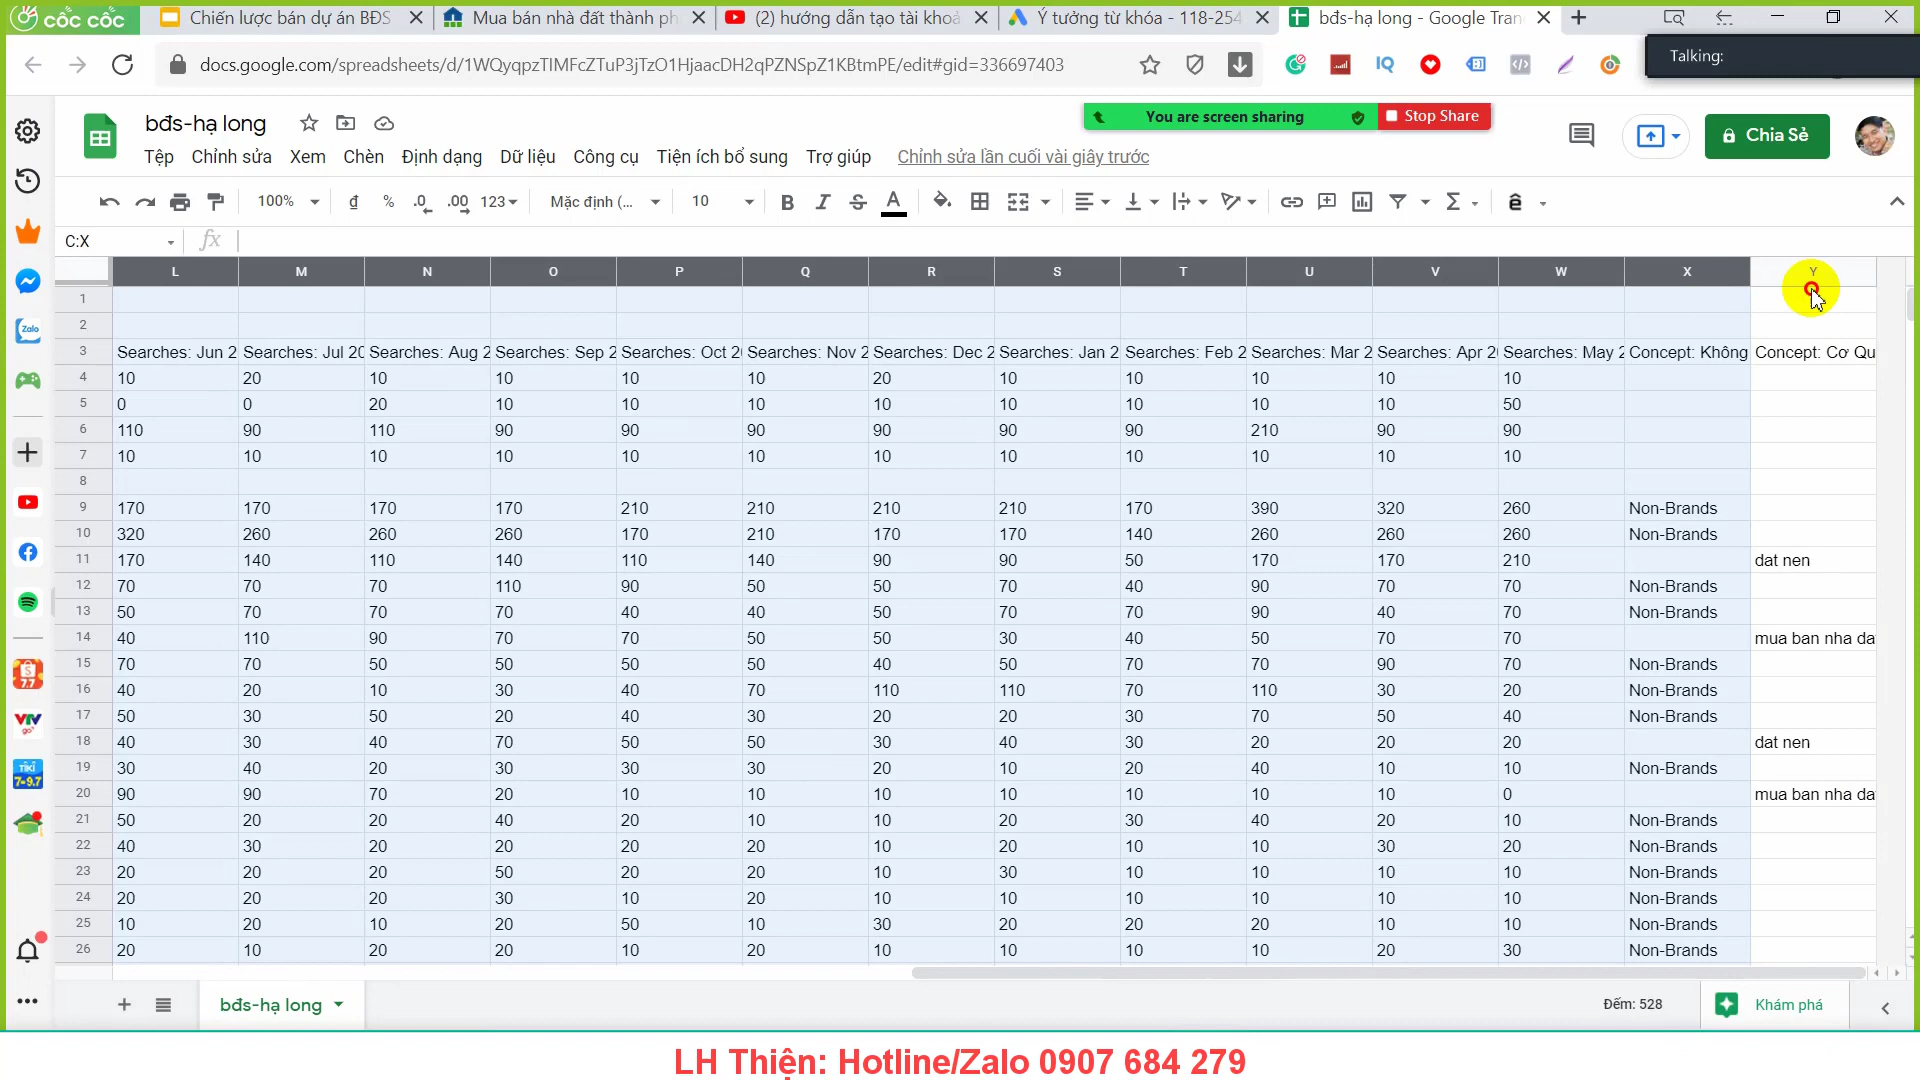 cốc cốc
Chiến lược bán dự án BĐS
Mua bán nhà đất thành ph
(2) hướng dẫn tạo tài khoả
Ý tưởng từ khóa - 118-254
bđs-hạ long - Google Tran
Talking:
docs.google.com/spreadsheets/d/1WQyqpzTIMFcZTuP3jTzO1HjaacDH2qPZNSpZ1KBtmPE/edit#gid=336697403
bđs-hạ long
You are screen sharing
Stop Share
Chia Sẻ
Tệp Chỉnh sửa Xem Chèn Định dạng Dữ liệu Công cụ Tiện ích bổ sung Trợ giúp Chỉnh sửa lần cuối vài giây trước
100% đ % .0 .00 123 Mặc định (... 10 B I S A
C:X fx
L M N O P Q R S T U V W X Y
1
2
3 Searches: Jun 2 Searches: Jul 20 Searches: Aug 2 Searches: Sep 2 Searches: Oct 20 Searches: Nov 2 Searches: Dec 2 Searches: Jan 2 Searches: Feb 2 Searches: Mar 2 Searches: Apr 20 Searches: May 2 Concept: Không Concept: Cơ Qu
4 10 20 10 10 10 10 20 10 10 10 10 10
5 0 0 20 10 10 10 10 10 10 10 10 50
6 110 90 110 90 90 90 90 90 90 210 90 90
7 10 10 10 10 10 10 10 10 10 10 10 10
8
9 170 170 170 170 210 210 210 210 170 390 320 260 Non-Brands
10 320 260 260 260 170 210 170 170 140 260 260 260 Non-Brands
11 170 140 110 140 110 140 90 90 50 170 170 210 dat nen
12 70 70 70 110 90 50 50 70 40 90 70 70 Non-Brands
13 50 70 70 70 40 40 50 70 70 90 40 70 Non-Brands
14 40 110 90 70 70 50 50 30 40 50 70 70 mua ban nha da
15 70 70 50 50 50 50 40 50 70 70 90 70 Non-Brands
16 40 20 10 30 40 70 110 110 70 110 30 20 Non-Brands
17 50 30 50 20 40 30 20 20 30 70 50 40 Non-Brands
18 40 30 40 70 50 50 30 40 30 20 20 20 dat nen
19 30 40 20 30 30 30 20 10 20 40 10 10 Non-Brands
20 90 90 70 20 10 10 10 10 10 10 10 0 mua ban nha da
21 50 20 20 40 20 10 10 20 30 40 20 10 Non-Brands
22 40 30 20 20 20 20 10 20 10 10 30 20 Non-Brands
23 20 20 20 50 20 20 10 30 10 10 10 10 Non-Brands
24 20 20 20 30 10 20 10 10 10 10 10 10 Non-Brands
25 10 20 10 20 50 10 30 20 20 20 10 10 Non-Brands
26 20 10 20 20 10 20 10 10 10 10 20 30 Non-Brands
bđs-hạ long
Đếm: 528
Khám phá
LH Thiện: Hotline/Zalo 0907 684 279